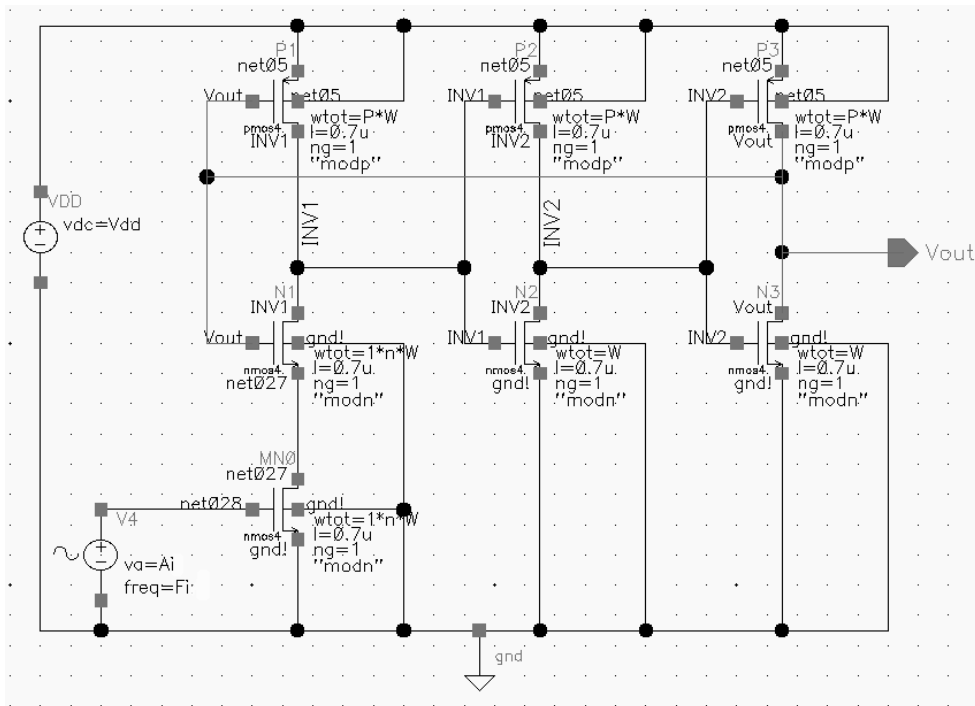 P1
net05
Vout
net05
wtot=P*W
l=0.7u
pmos4
INV1
ng=1
"modp"
P2
net05
INV1
net05
wtot=P*W
l=0.7u
pmos4
INV2
ng=1
"modp"
P3
net05
INV2
net05
wtot=P*W
l=0.7u
pmos4
Vout
ng=1
"modp"
VDD
vdc=Vdd
INV1
INV2
Vout
N1
INV1
Vout
gnd!
wtot=1*n*W
l=0.7u
nmos4
net027
ng=1
"modn"
N2
INV2
INV1
gnd!
wtot=W
l=0.7u
nmos4
gnd!
ng=1
"modn"
N3
Vout
INV2
gnd!
wtot=W
l=0.7u
nmos4
gnd!
ng=1
"modn"
MN0
net027
net028
gnd!
wtot=1*n*W
l=0.7u
nmos4
gnd!
ng=1
"modn"
V4
va=Ai
freq=Fi
gnd